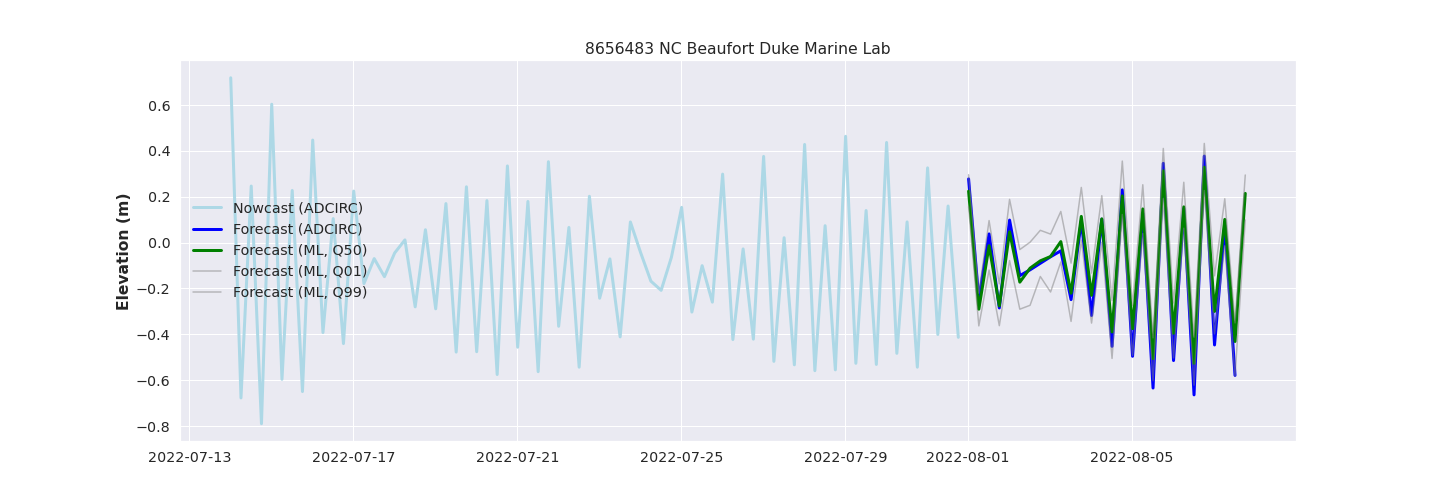 8656483 NC Beaufort Duke Marine Lab
Elevation (m)
0.6
0.4
0.2
0.0
−0.2
−0.4
−0.6
−0.8
Nowcast (ADCIRC)
Forecast (ADCIRC)
Forecast (ML, Q50)
Forecast (ML, Q01)
Forecast (ML, Q99)
2022-07-13 2022-07-17 2022-07-21 2022-07-25 2022-07-29 2022-08-01 2022-08-05